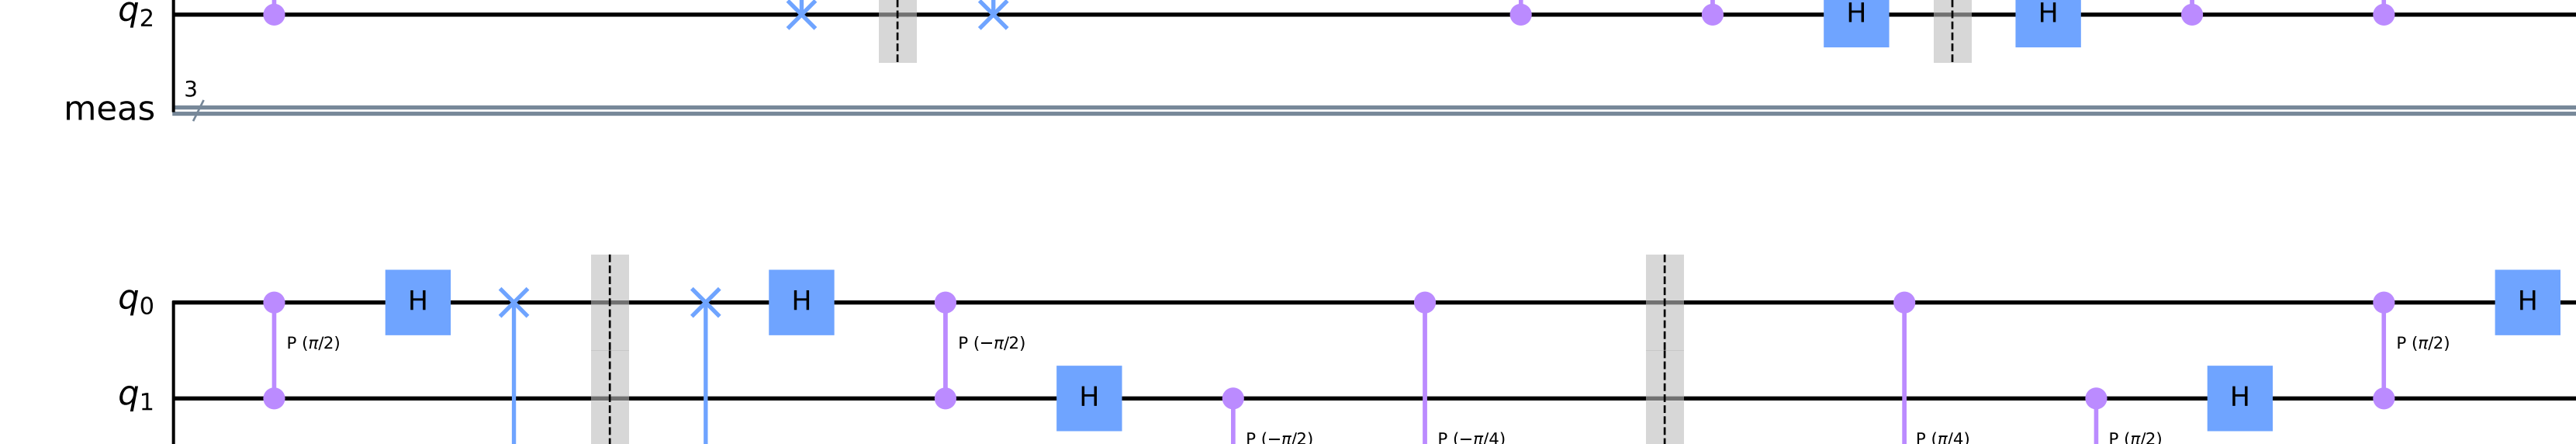 q2 H H
3
meas
q0 H H H
P (π/2) P (−π/2) P (π/2)
q1 H H
P (−π/2) P (−π/4) P (π/4) P (π/2)